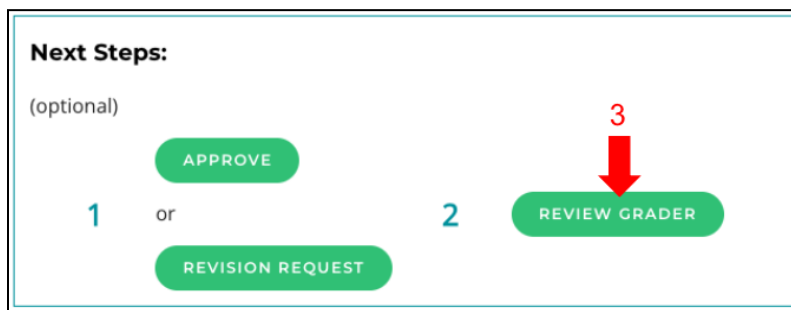 Next Steps:
(optional)
3
APPROVE
1 or 2 REVIEW GRADER
REVISION REQUEST